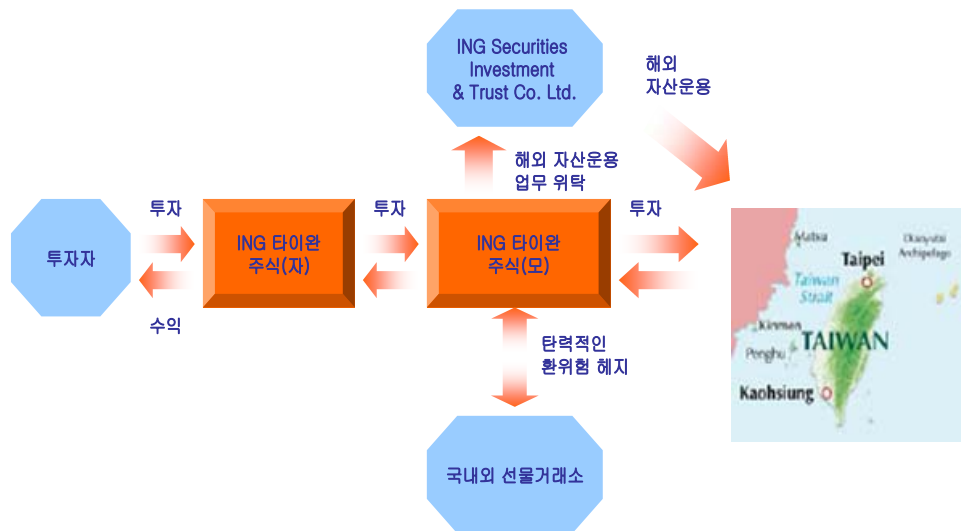 ING Securities
Investment
& Trust Co. Ltd.
해외
자산운용
해외 자산운용
업무 위탁
투자
투자
투자
투자자
ING 타이완
주식(자)
ING 타이완
주식(모)
수익
탄력적인
환위험 헤지
국내외 선물거래소
Matsu
Diaoyutai
Archipelago
Taipei
Taiwan
Strait
Kinmen
TAIWAN
Penghu
Kaohsiung